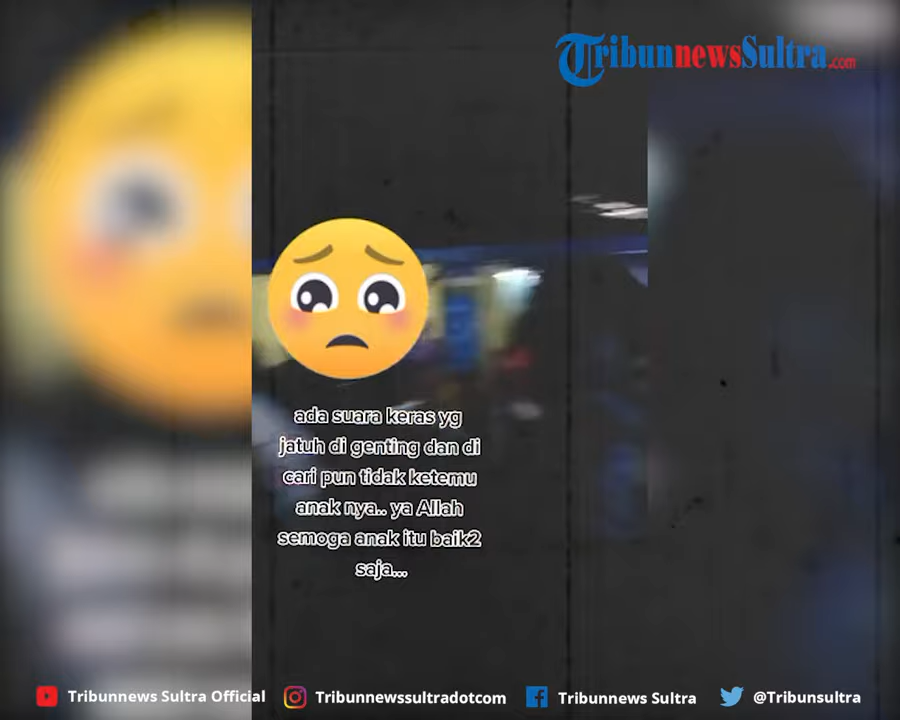 TribunnewsSultra.com
ada suara keras yg
jatuh di genting dan di
cari pun tidak ketemu
anak nya.. ya Allah
semoga anak itu baik2
saja...
Tribunnews Sultra Official
Tribunnewssultradotcom
Tribunnews Sultra
@Tribunsultra